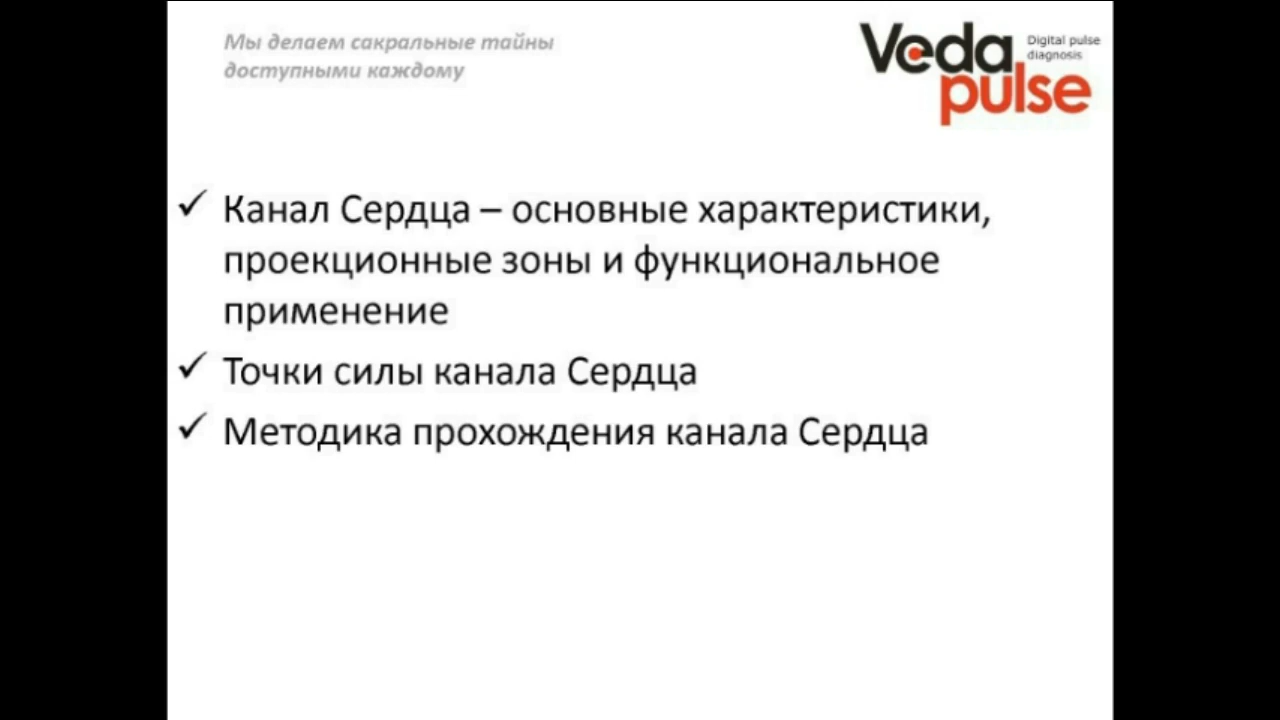 Мы делаем сакральные тайны
доступными каждому
Veda
pulse
Digital pulse
diagnosis
✓ Канал Сердца – основные характеристики,
проекционные зоны и функциональное
применение
✓ Точки силы канала Сердца
✓ Методика прохождения канала Сердца